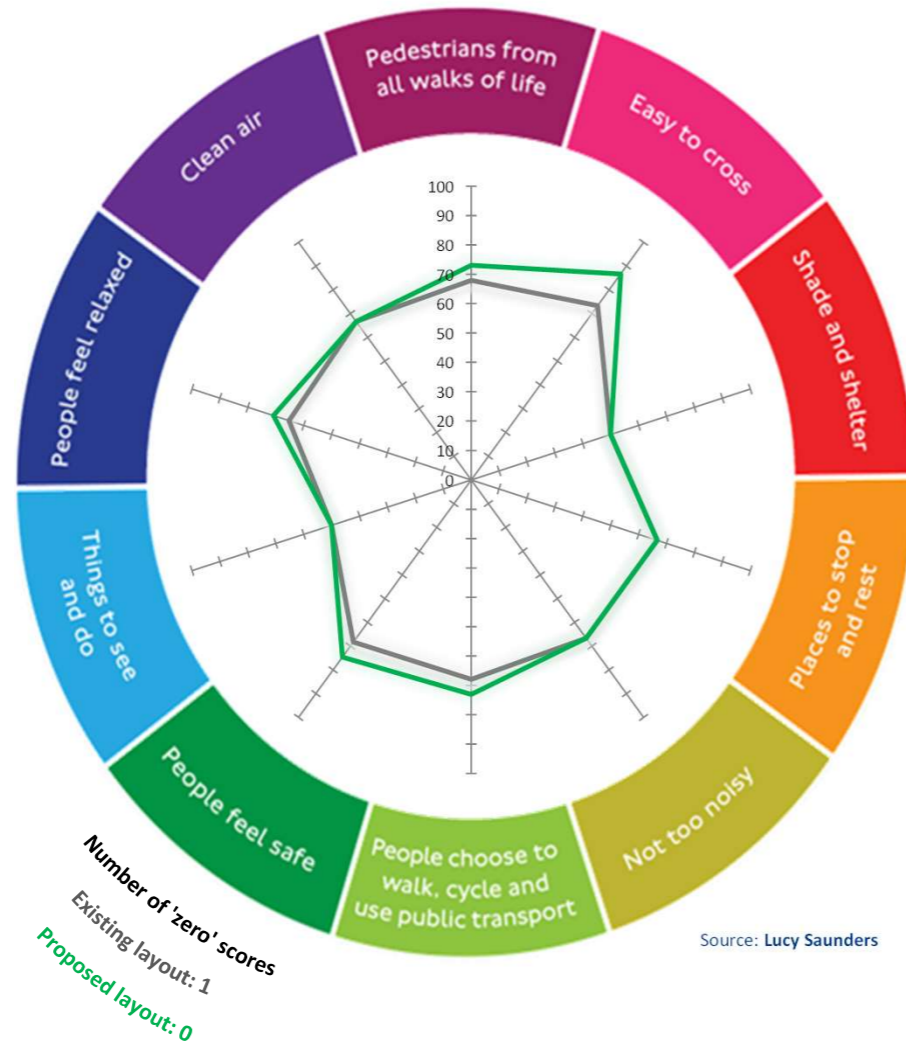 Pedestrians from
all walks of life
Easy to cross
Shade and shelter
Places to stop
and rest
Not too noisy
People choose to
walk, cycle and
use public transport
People feel safe
Things to see
and do
People feel relaxed
Clean air
100
90
80
70
60
50
40
30
20
10
0
Number of 'zero' scores
Existing layout: 1
Proposed layout: 0
Source: Lucy Saunders